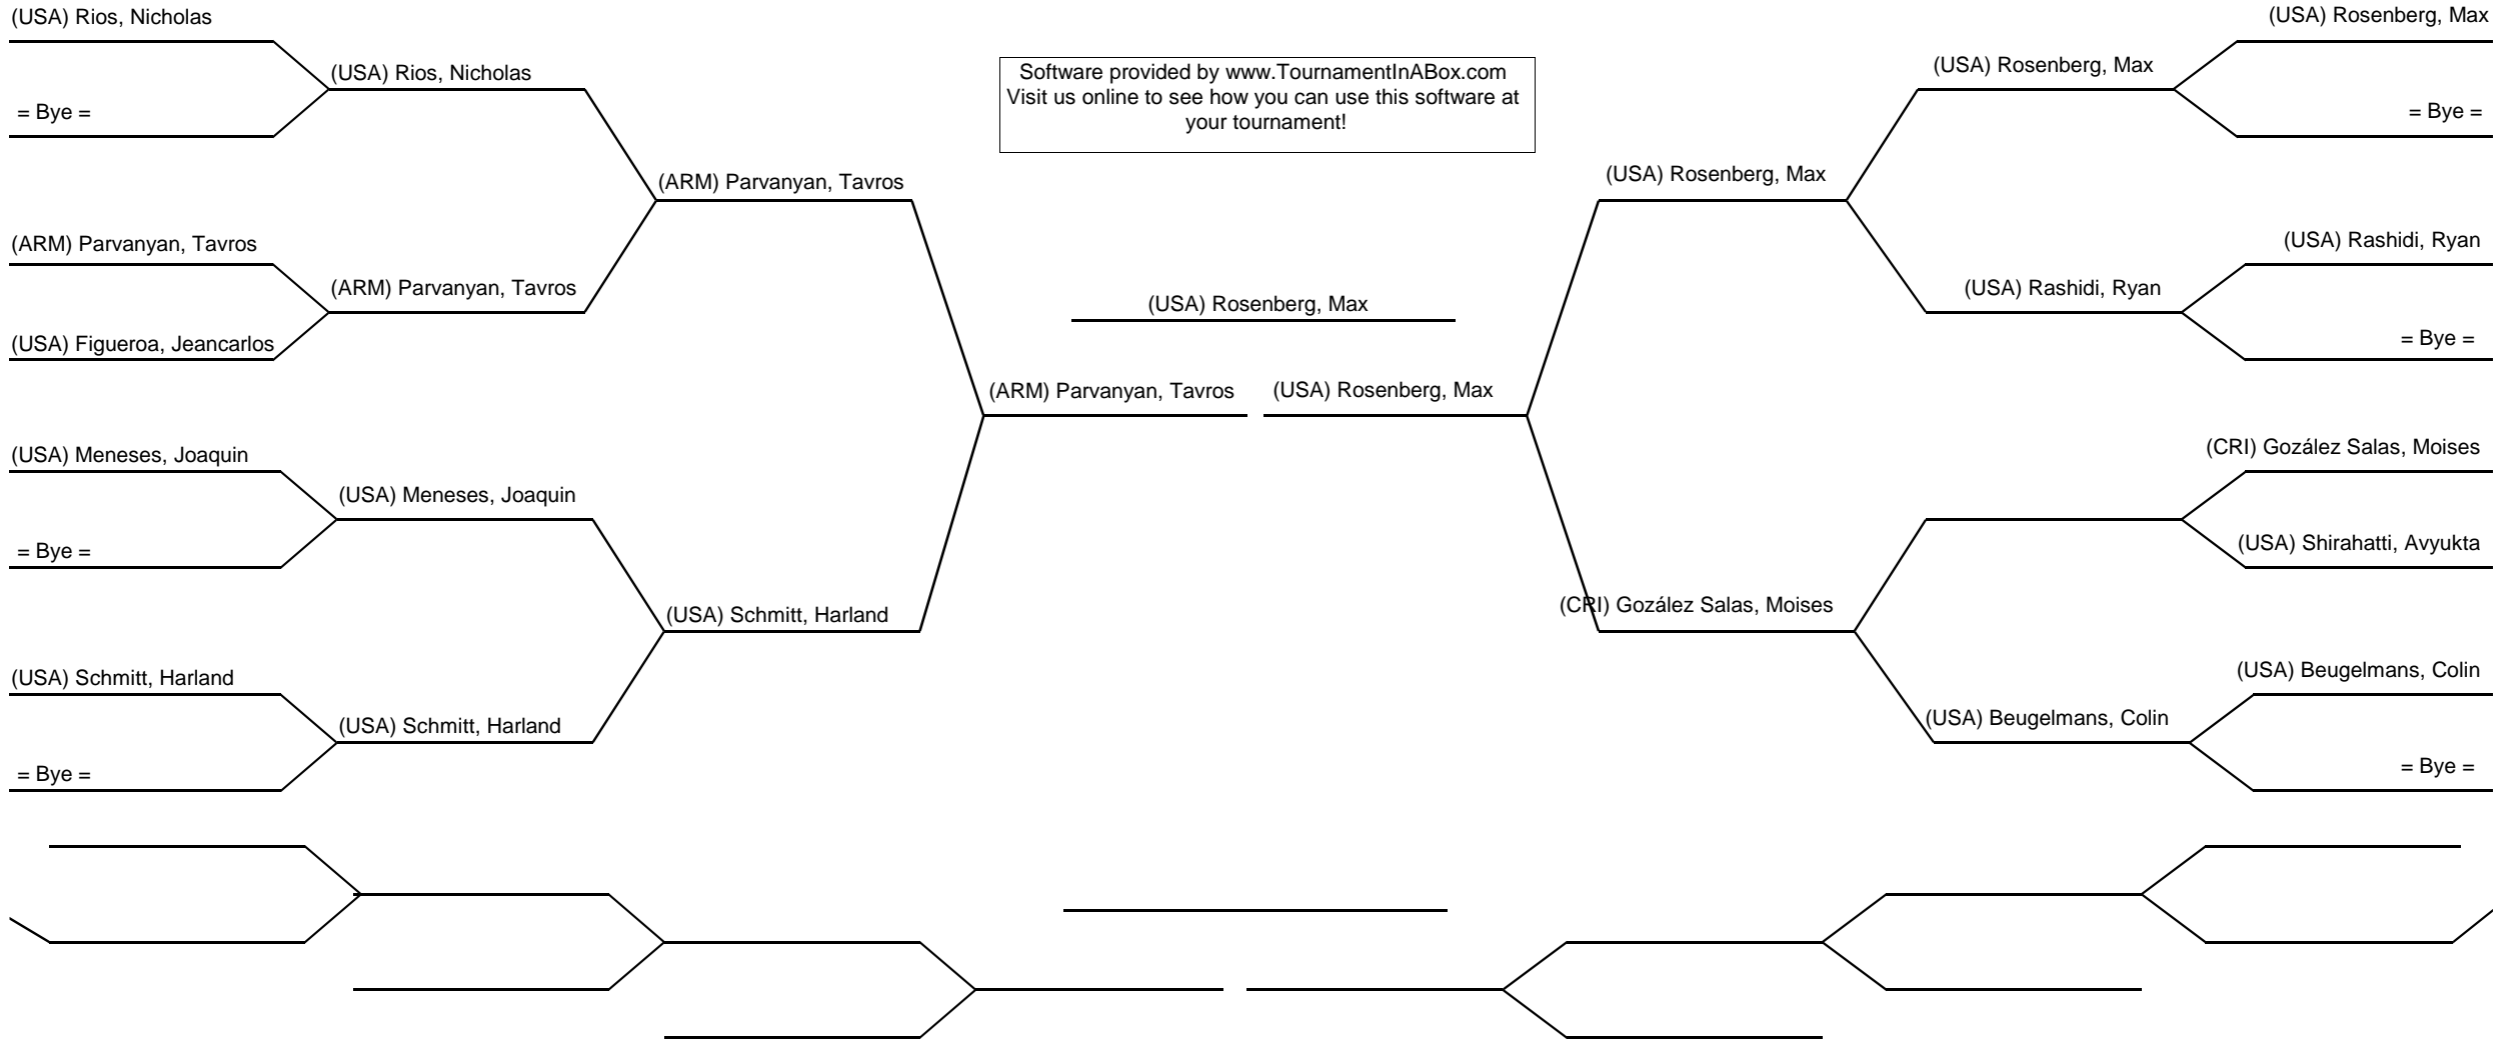 (USA) Rios, Nicholas
= Bye =
(ARM) Parvanyan, Tavros
(USA) Figueroa, Jeancarlos
(USA) Meneses, Joaquin
= Bye =
(USA) Schmitt, Harland
= Bye =
(USA) Rios, Nicholas
(ARM) Parvanyan, Tavros
(USA) Meneses, Joaquin
(USA) Schmitt, Harland
(ARM) Parvanyan, Tavros
(USA) Schmitt, Harland
(ARM) Parvanyan, Tavros
Software provided by www.TournamentInABox.com
Visit us online to see how you can use this software at
your tournament!
(USA) Rosenberg, Max
(USA) Rosenberg, Max
(USA) Rosenberg, Max
(CRI) Gozález Salas, Moises
(USA) Rosenberg, Max
(USA) Rashidi, Ryan
(USA) Beugelmans, Colin
(USA) Rosenberg, Max
= Bye =
(USA) Rashidi, Ryan
= Bye =
(CRI) Gozález Salas, Moises
(USA) Shirahatti, Avyukta
(USA) Beugelmans, Colin
= Bye =